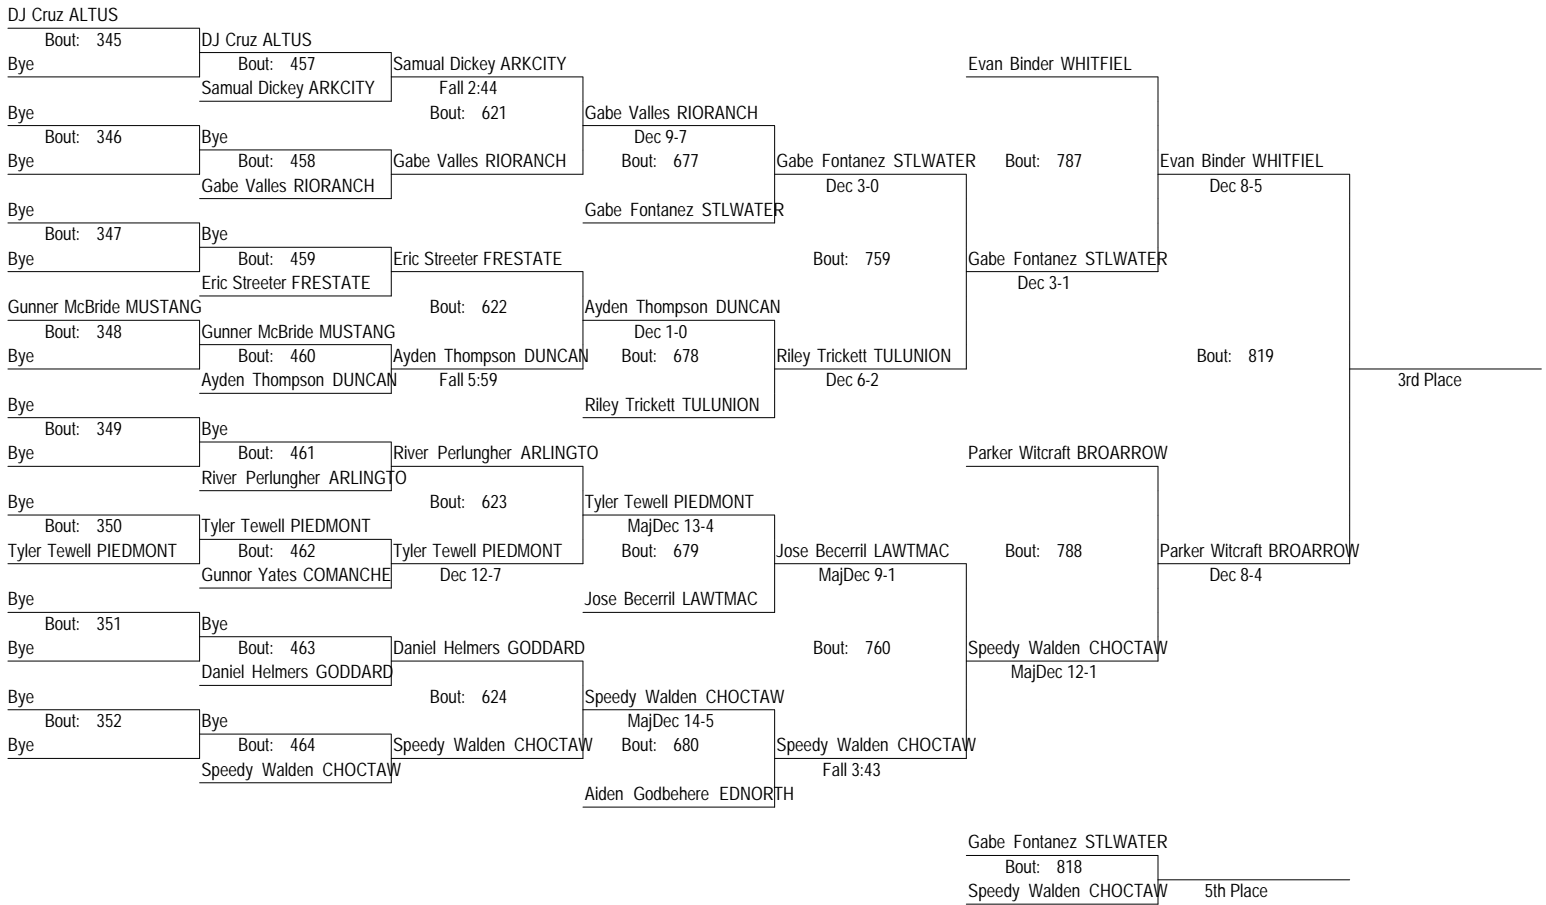 DJ Cruz ALTUS
Bout: 345
DJ Cruz ALTUS
Bye
Bout: 457
Samual Dickey ARKCITY
Evan Binder WHITFIEL
Samual Dickey ARKCITY
Fall 2:44
Bye
Bout: 621
Gabe Valles RIORANCH
Bout: 346
Bye
Dec 9-7
Bye
Bout: 458
Gabe Valles RIORANCH
Bout: 677
Gabe Fontanez STLWATER
Bout: 787
Evan Binder WHITFIEL
Gabe Valles RIORANCH
Dec 3-0
Dec 8-5
Bye
Gabe Fontanez STLWATER
Bout: 347
Bye
Bye
Bout: 459
Eric Streeter FRESTATE
Bout: 759
Gabe Fontanez STLWATER
Eric Streeter FRESTATE
Dec 3-1
Gunner McBride MUSTANG
Bout: 622
Ayden Thompson DUNCAN
Bout: 348
Gunner McBride MUSTANG
Dec 1-0
Bye
Bout: 460
Ayden Thompson DUNCAN
Bout: 678
Riley Trickett TULUNION
Bout: 819
Ayden Thompson DUNCAN
Fall 5:59
Dec 6-2
3rd Place
Bye
Riley Trickett TULUNION
Bout: 349
Bye
Bye
Bout: 461
River Perlungher ARLINGTO
Parker Witcraft BROARROW
River Perlungher ARLINGTO
Bye
Bout: 623
Tyler Tewell PIEDMONT
Bout: 350
Tyler Tewell PIEDMONT
MajDec 13-4
Tyler Tewell PIEDMONT
Bout: 462
Tyler Tewell PIEDMONT
Bout: 679
Jose Becerril LAWTMAC
Bout: 788
Parker Witcraft BROARROW
Gunnor Yates COMANCHE
Dec 12-7
MajDec 9-1
Dec 8-4
Bye
Jose Becerril LAWTMAC
Bout: 351
Bye
Bye
Bout: 463
Daniel Helmers GODDARD
Bout: 760
Speedy Walden CHOCTAW
Daniel Helmers GODDARD
MajDec 12-1
Bye
Bout: 624
Speedy Walden CHOCTAW
Bout: 352
Bye
MajDec 14-5
Bye
Bout: 464
Speedy Walden CHOCTAW
Bout: 680
Speedy Walden CHOCTAW
Speedy Walden CHOCTAW
Fall 3:43
Aiden Godbehere EDNORTH
Gabe Fontanez STLWATER
Bout: 818
Speedy Walden CHOCTAW
5th Place